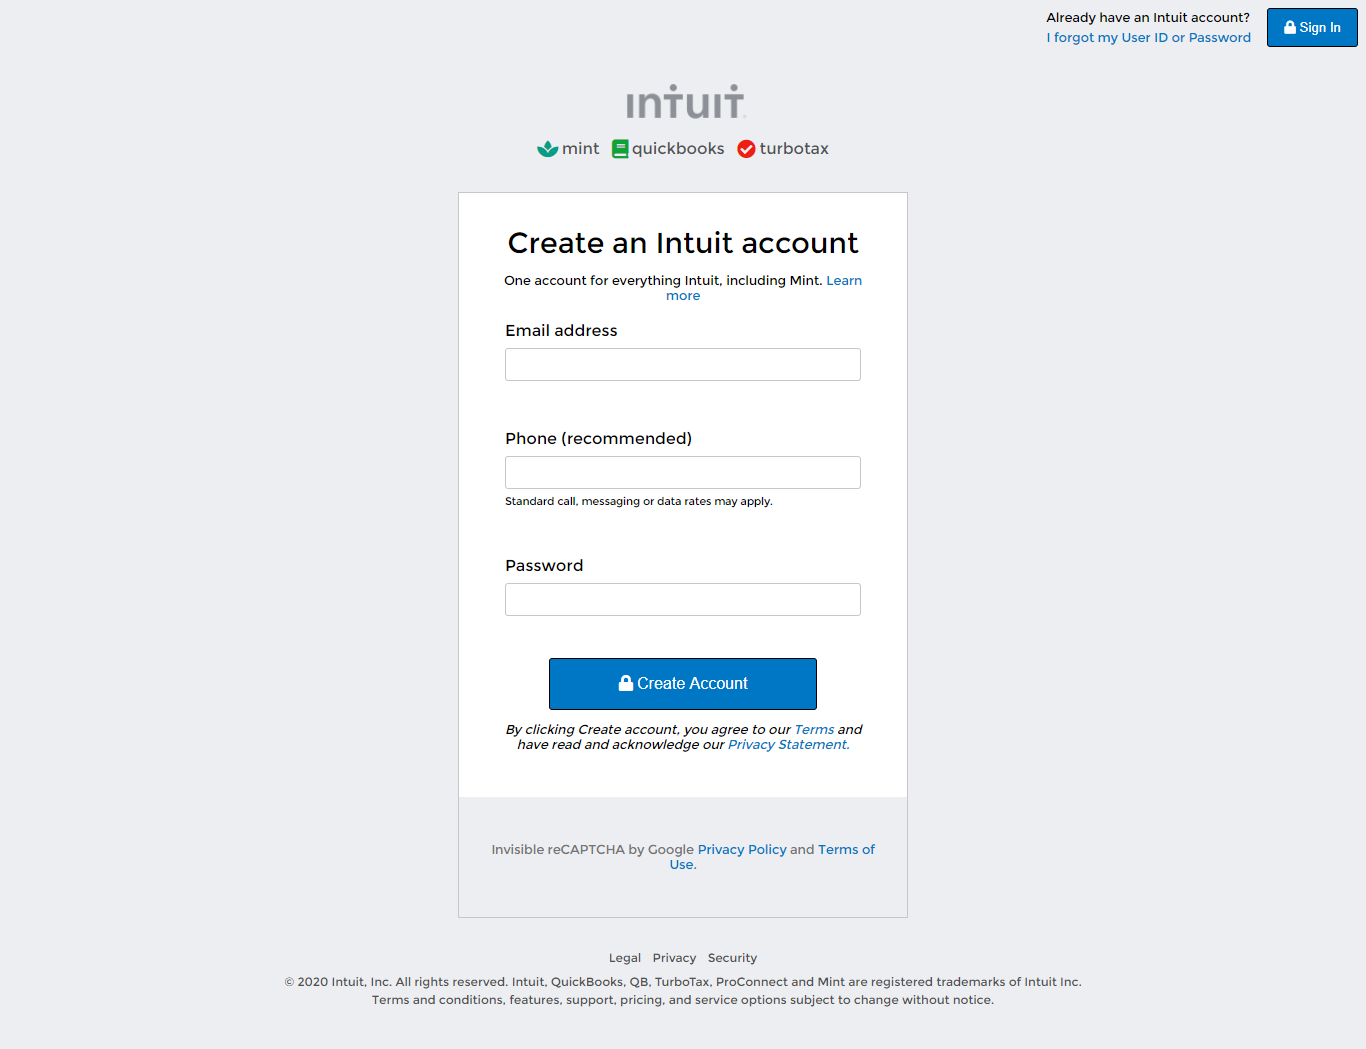 Already have an Intuit account?
I forgot my User ID or Password
Sign In
intuit
mint quickbooks turbotax
Create an Intuit account
One account for everything Intuit, including Mint. Learn
more
Email address
Phone (recommended)
Standard call, messaging or data rates may apply.
Password
Create Account
By clicking Create account, you agree to our Terms and
have read and acknowledge our Privacy Statement.
Invisible reCAPTCHA by Google Privacy Policy and Terms of
Use.
Legal Privacy Security
© 2020 Intuit, Inc. All rights reserved. Intuit, QuickBooks, QB, TurboTax, ProConnect and Mint are registered trademarks of Intuit Inc.
Terms and conditions, features, support, pricing, and service options subject to change without notice.